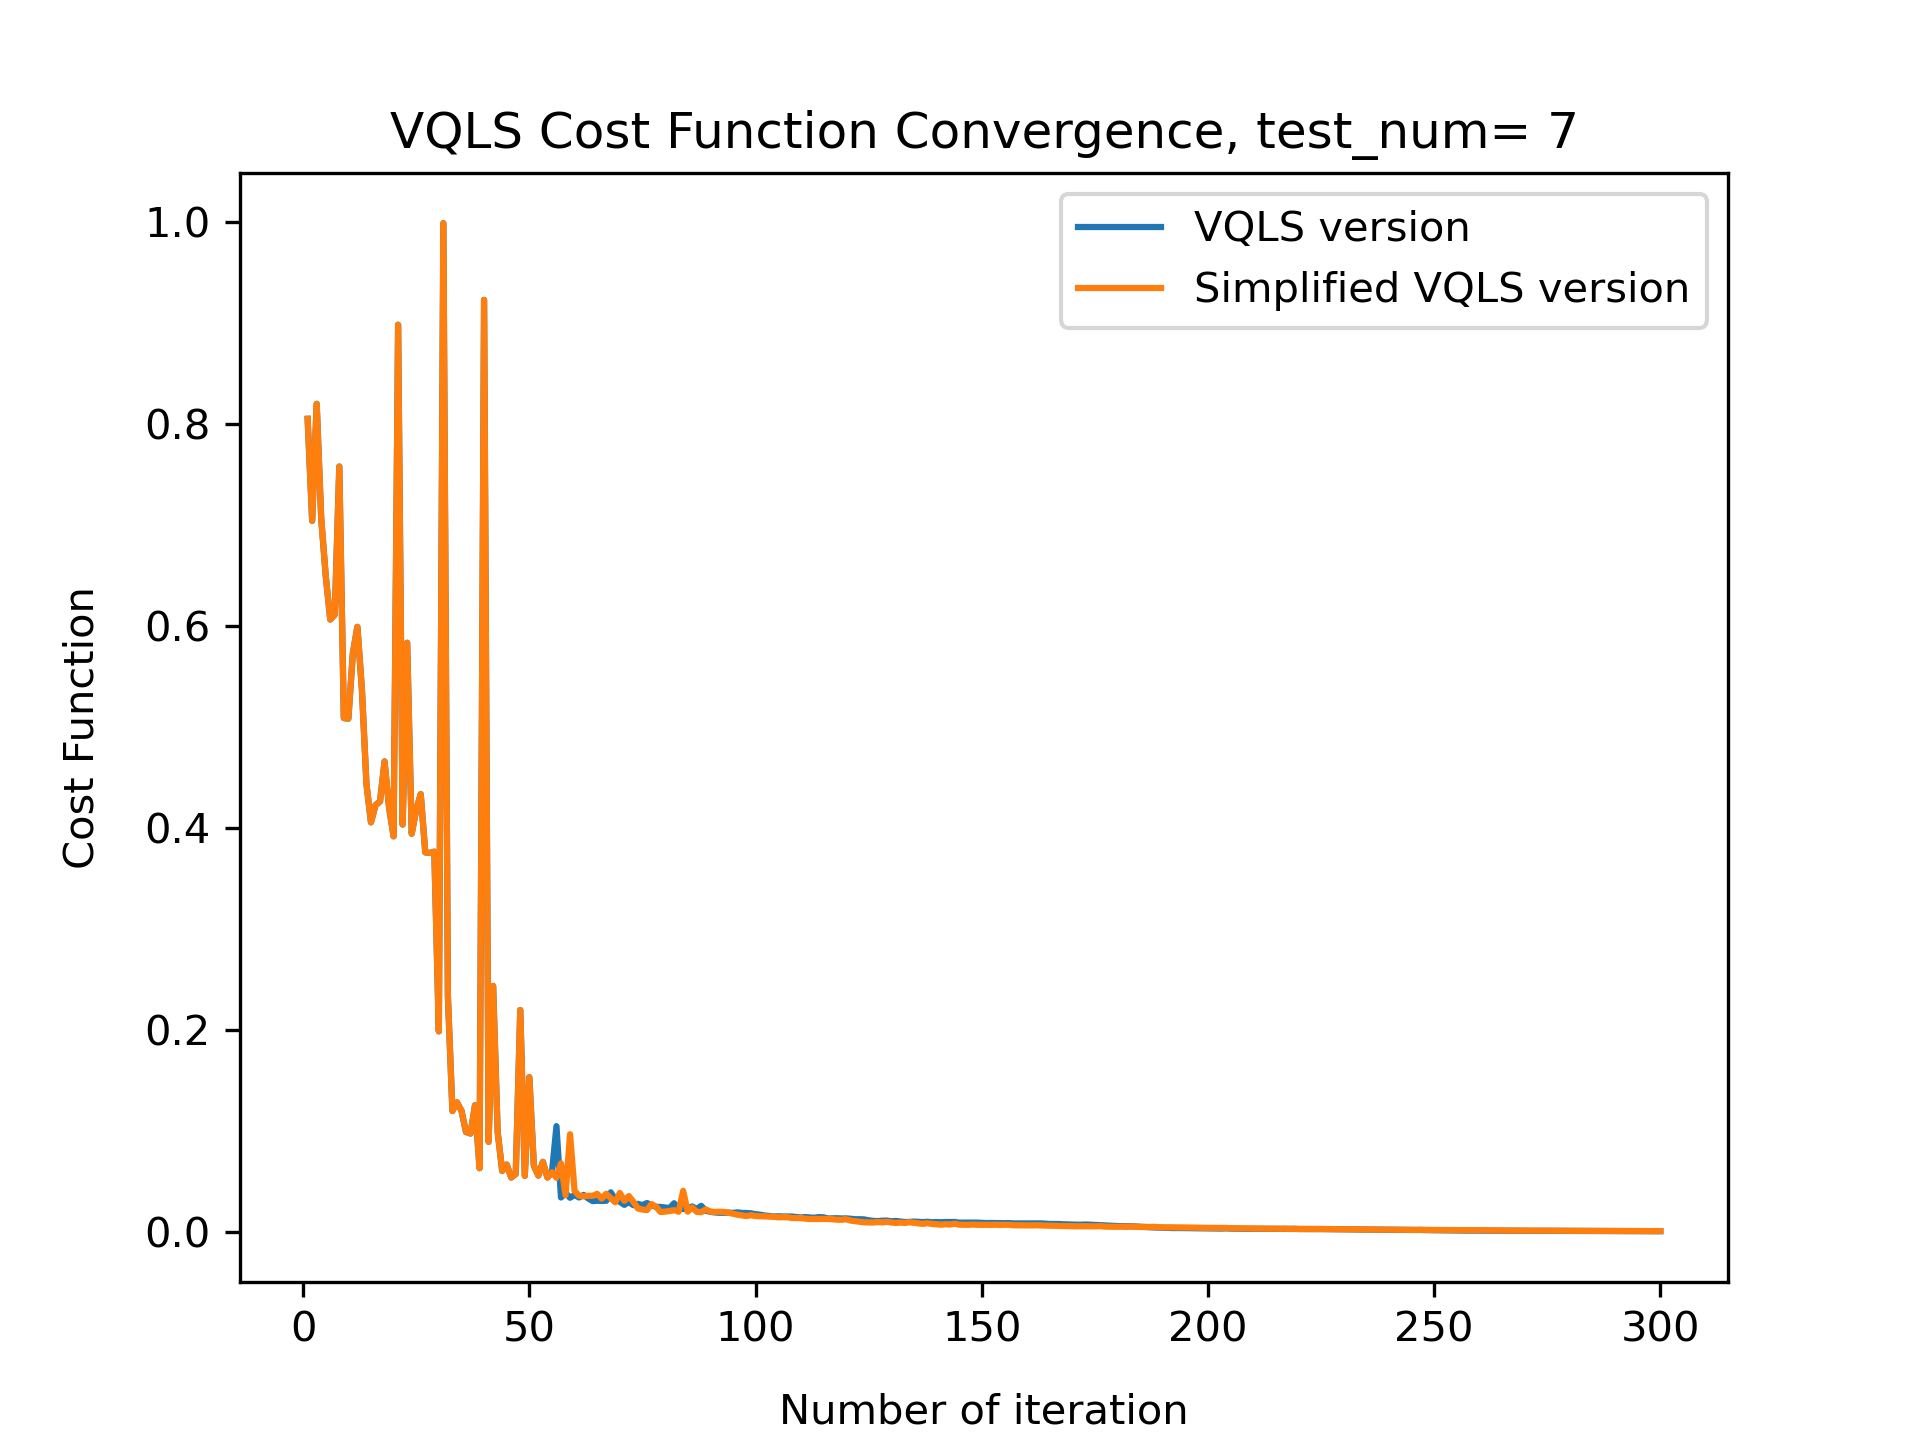 VQLS Cost Function Convergence, test_num= 7
VQLS version
Simplified VQLS version
1.0
0.8
0.6
0.4
0.2
0.0
Cost Function
0 50 100 150 200 250 300
Number of iteration